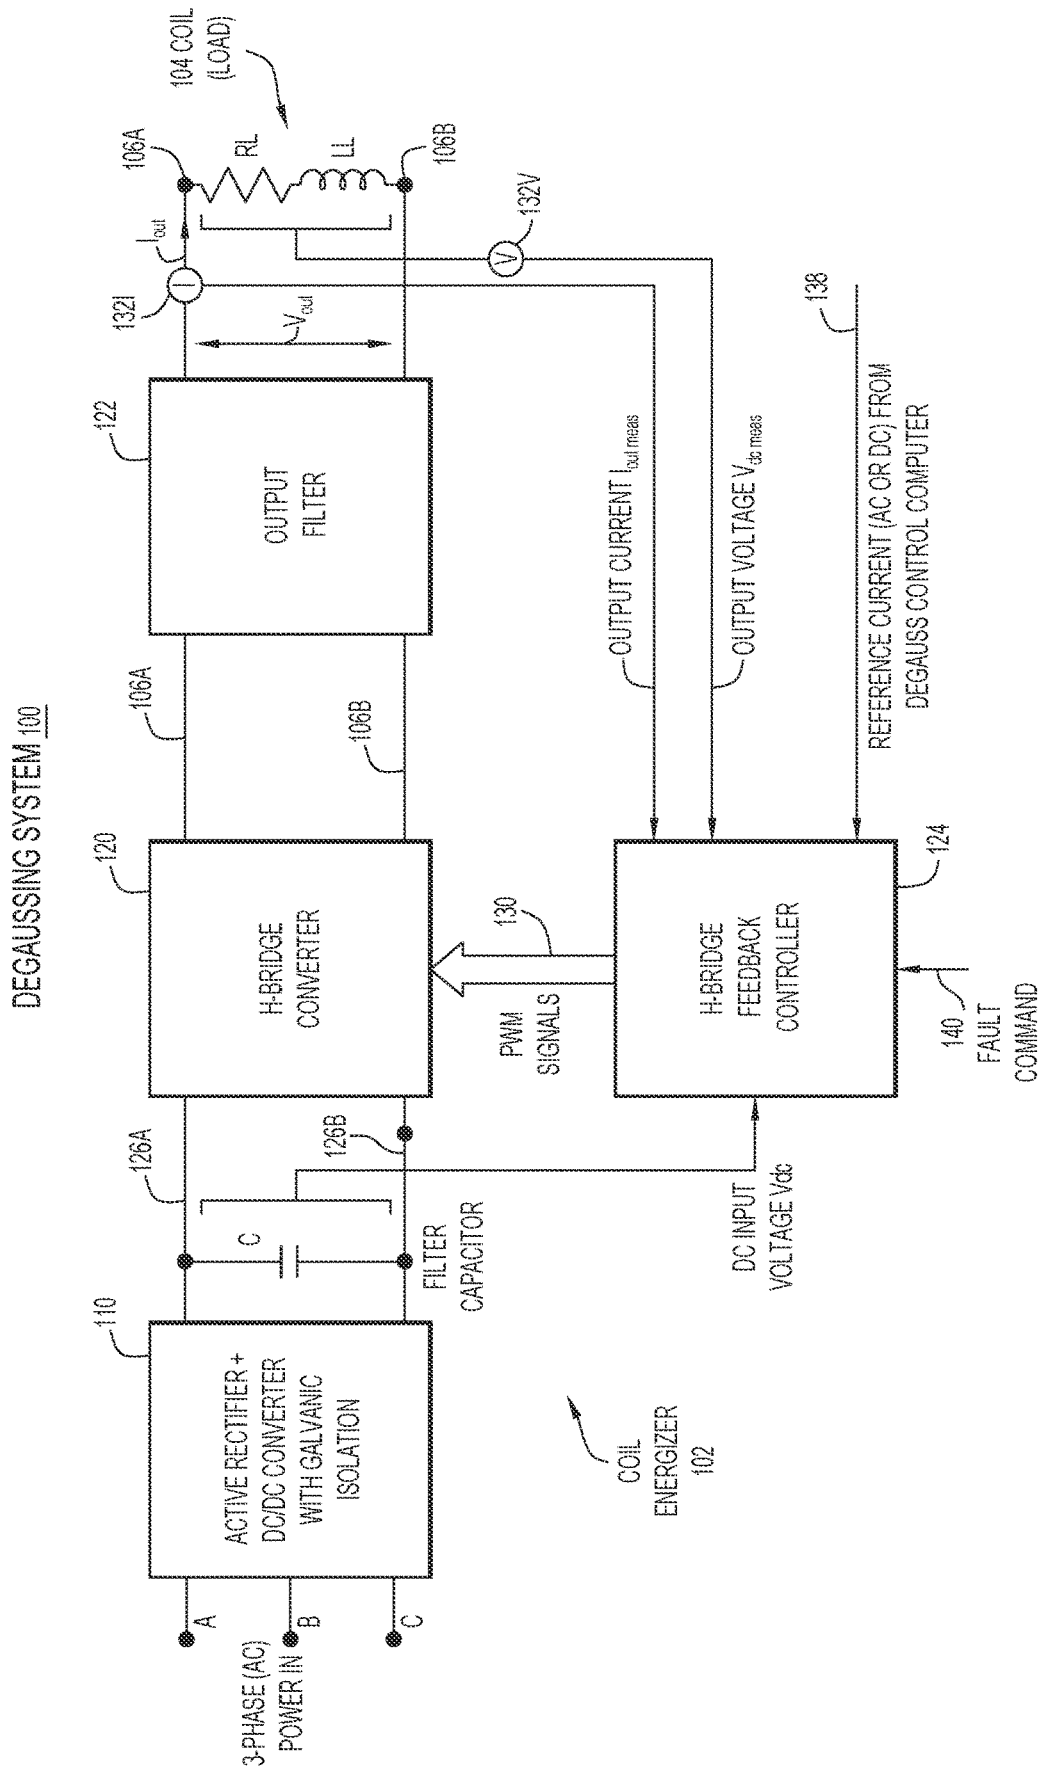 DEGAUSSING SYSTEM 100
3-PHASE (AC)
POWER IN
A
B
C
110
ACTIVE RECTIFIER +
DC/DC CONVERTER
WITH GALVANIC
ISOLATION
C
FILTER
CAPACITOR
126A
126B
120
H-BRIDGE
CONVERTER
106A
106B
122
OUTPUT
FILTER
132I
I
Iout
Vout
106A
RL
LL
106B
104 COIL
(LOAD)
V
132V
COIL
ENERGIZER
102
DC INPUT
VOLTAGE Vdc
PWM
SIGNALS
130
H-BRIDGE
FEEDBACK
CONTROLLER
124
140
FAULT
COMMAND
OUTPUT CURRENT Iout meas
OUTPUT VOLTAGE Vdc meas
138
REFERENCE CURRENT (AC OR DC) FROM
DEGAUSS CONTROL COMPUTER